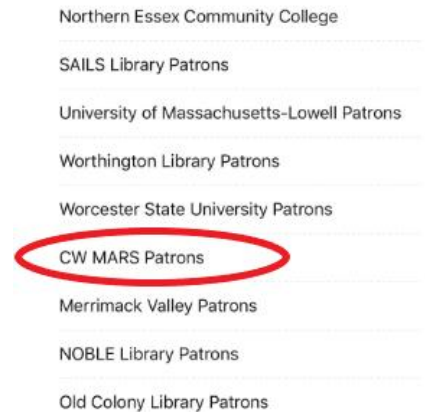 Northern Essex Community College
SAILS Library Patrons
University of Massachusetts-Lowell Patrons
Worthington Library Patrons
Worcester State University Patrons
CW MARS Patrons
Merrimack Valley Patrons
NOBLE Library Patrons
Old Colony Library Patrons